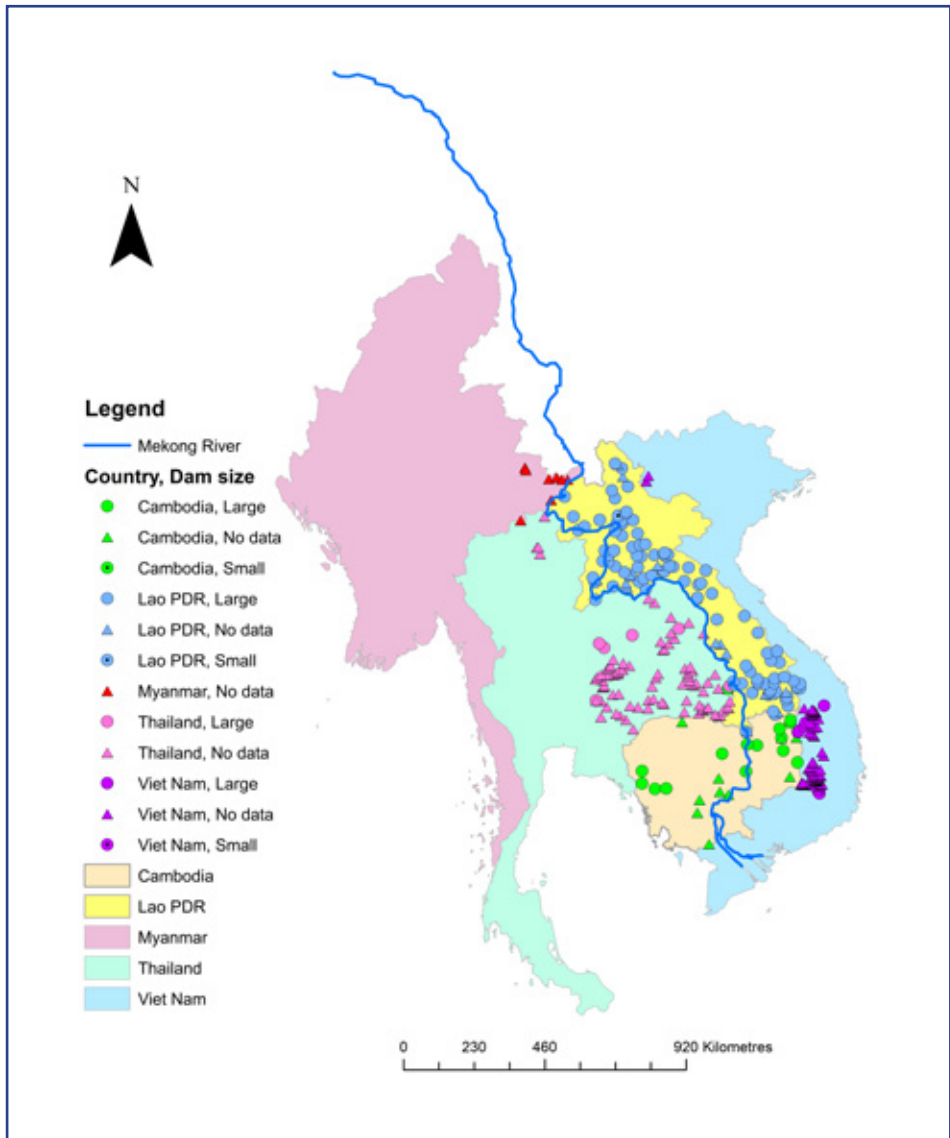 N
Legend
Mekong River
Country, Dam size
Cambodia, Large
Cambodia, No data
Cambodia, Small
Lao PDR, Large
Lao PDR, No data
Lao PDR, Small
Myanmar, No data
Thailand, Large
Thailand, No data
Viet Nam, Large
Viet Nam, No data
Viet Nam, Small
Cambodia
Lao PDR
Myanmar
Thailand
Viet Nam
0 230 460 920 Kilometres